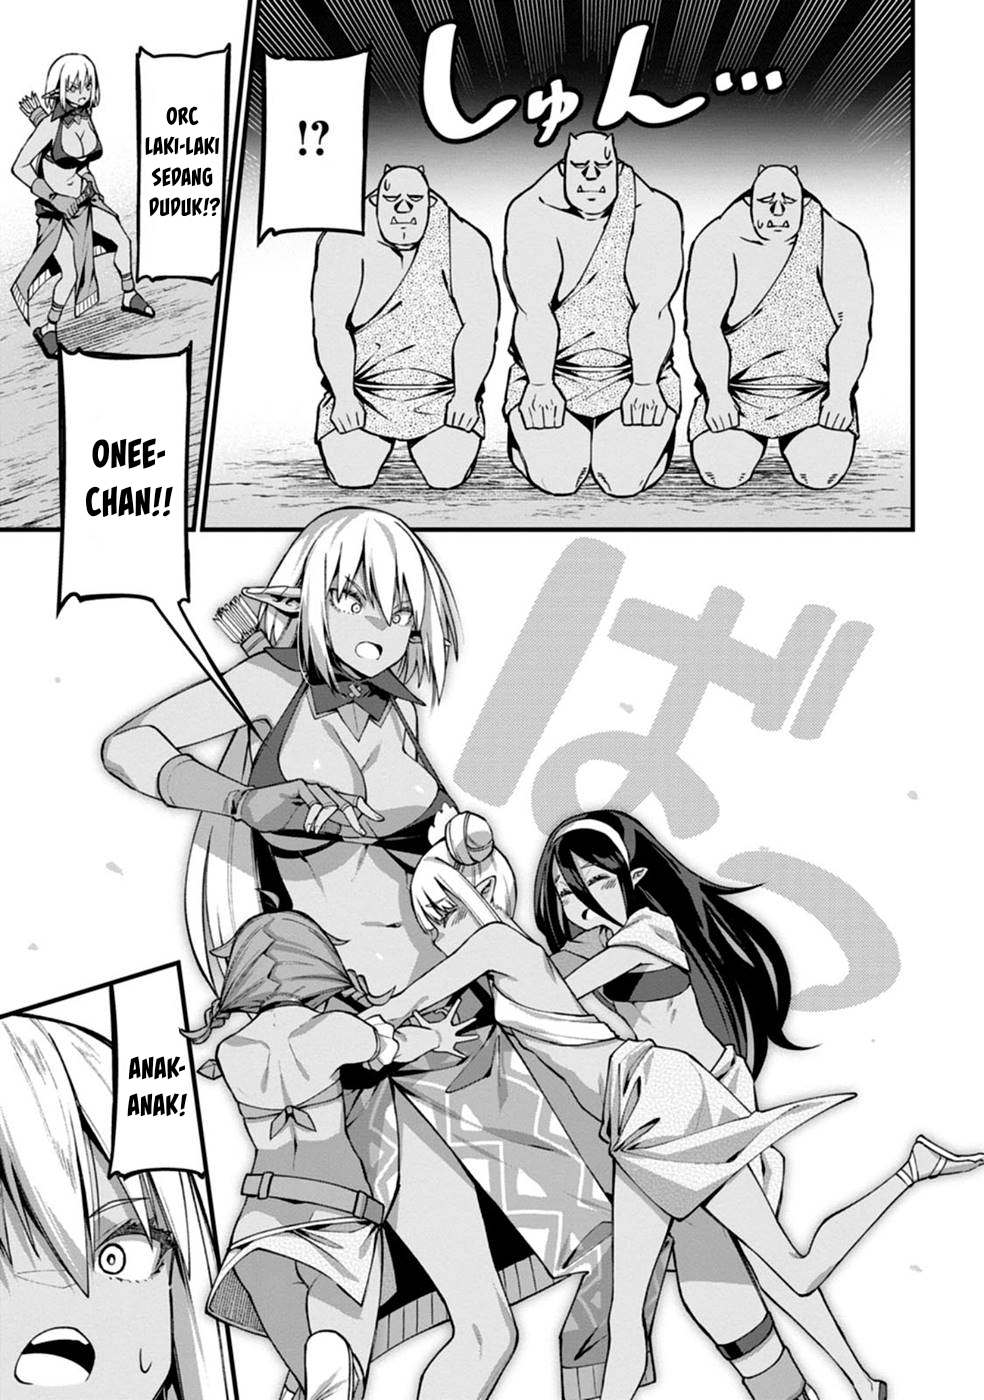 しゅん…
!?
ORC
LAKI-LAKI
SEDANG
DUDUK!?
ONEE-
CHAN!!
ばっ
ANAK-
ANAK!